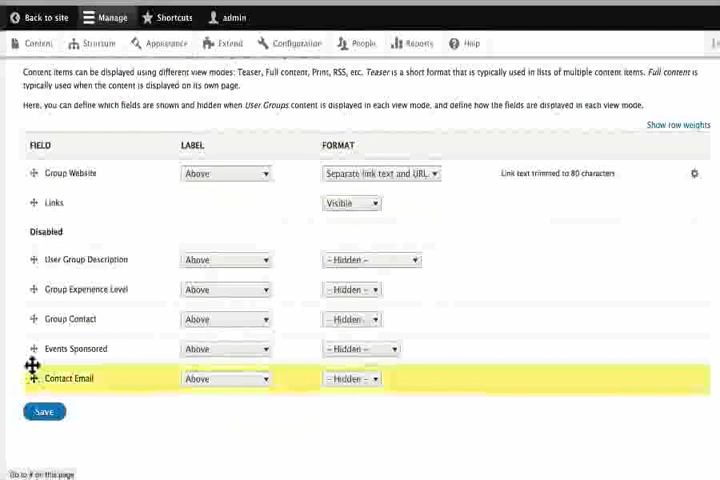 Back to site Manage Shortcuts admin
Content Structure Appearance Extend Configuration People Reports Help
Content items can be displayed using different view modes: Teaser, Full content, Print, RSS, etc. Teaser is a short format that is typically used in lists of multiple content items. Full content is
typically used when the content is displayed on its own page.
Here, you can define which fields are shown and hidden when User Groups content is displayed in each view mode, and define how the fields are displayed in each view mode.
Show row weights
FIELD LABEL FORMAT
Group Website Above Separate link text and URL Link text trimmed to 80 characters
Links Visible
Disabled
User Group Description Above - Hidden -
Group Experience Level Above - Hidden -
Group Contact Above - Hidden -
Events Sponsored Above - Hidden -
Contact Email Above - Hidden -
Save
Go to # on this page